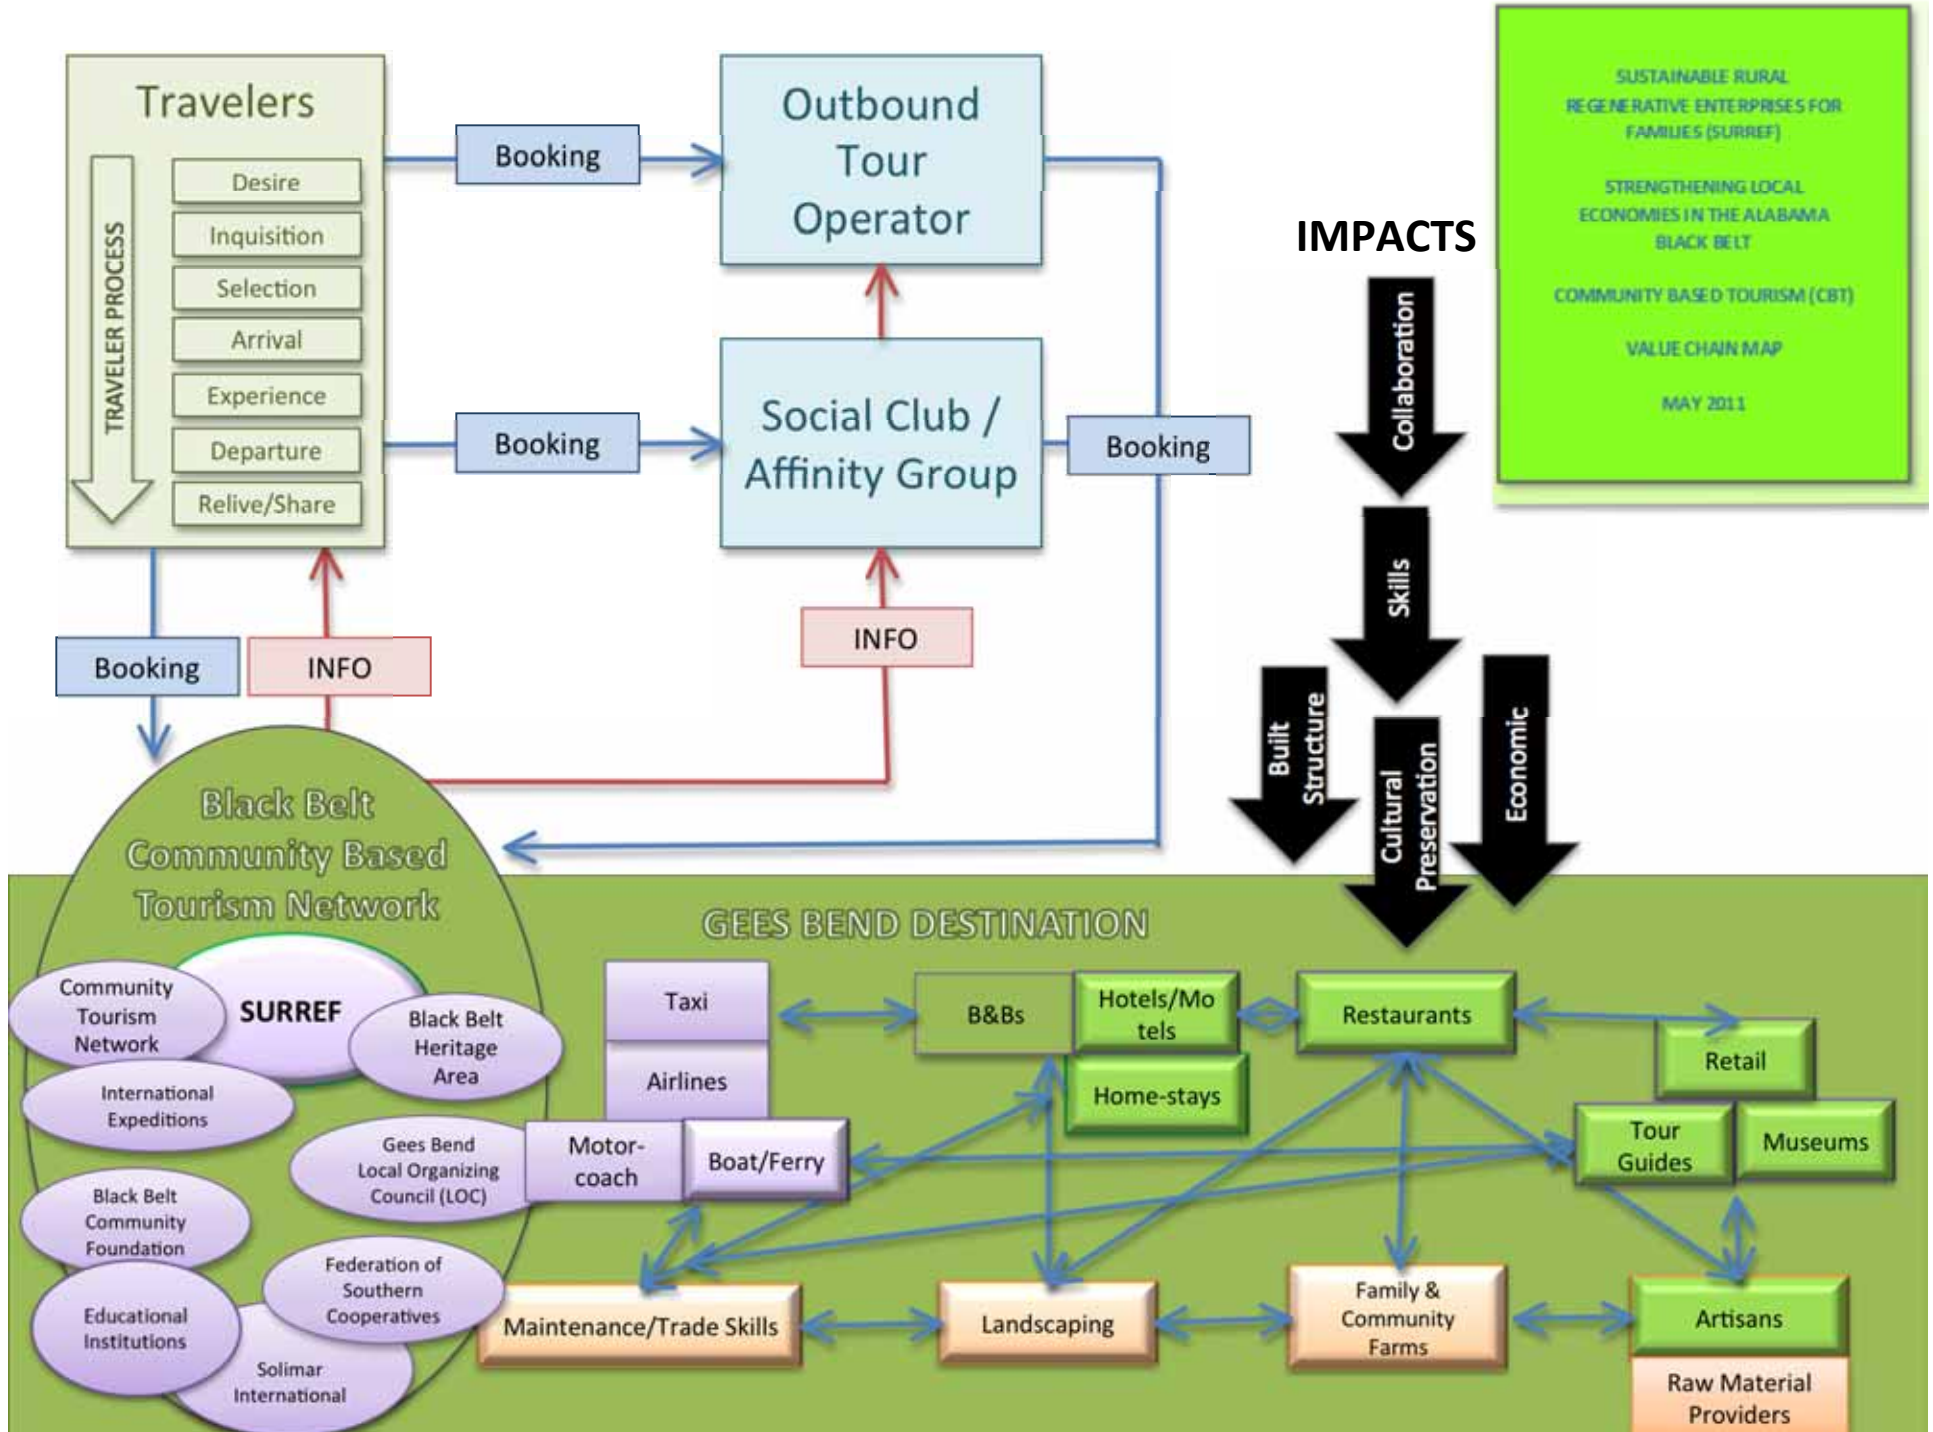 Travelers
TRAVELER PROCESS
Desire
Inquisition
Selection
Arrival
Experience
Departure
Relive/Share
Booking
Booking
Outbound
Tour
Operator
Social Club /
Affinity Group
Booking
INFO
Booking
INFO
IMPACTS
Collaboration
Skills
Built
Structure
Cultural
Preservation
Economic
SUSTAINABLE RURAL
REGENERATIVE ENTERPRISES FOR
FAMILIES (SURREF)
STRENGTHENING LOCAL
ECONOMIES IN THE ALABAMA
BLACK BELT
COMMUNITY BASED TOURISM (CBT)
VALUE CHAIN MAP
MAY 2011
Black Belt
Community Based
Tourism Network
SURREF
Community
Tourism
Network
Black Belt
Heritage
Area
International
Expeditions
Gees Bend
Local Organizing
Council (LOC)
Black Belt
Community
Foundation
Federation of
Southern
Cooperatives
Educational
Institutions
Solimar
International
GEES BEND DESTINATION
Taxi
Airlines
Motor-
coach
Boat/Ferry
B&Bs
Hotels/Mo
tels
Home-stays
Restaurants
Retail
Tour
Guides
Museums
Maintenance/Trade Skills
Landscaping
Family &
Community
Farms
Artisans
Raw Material
Providers